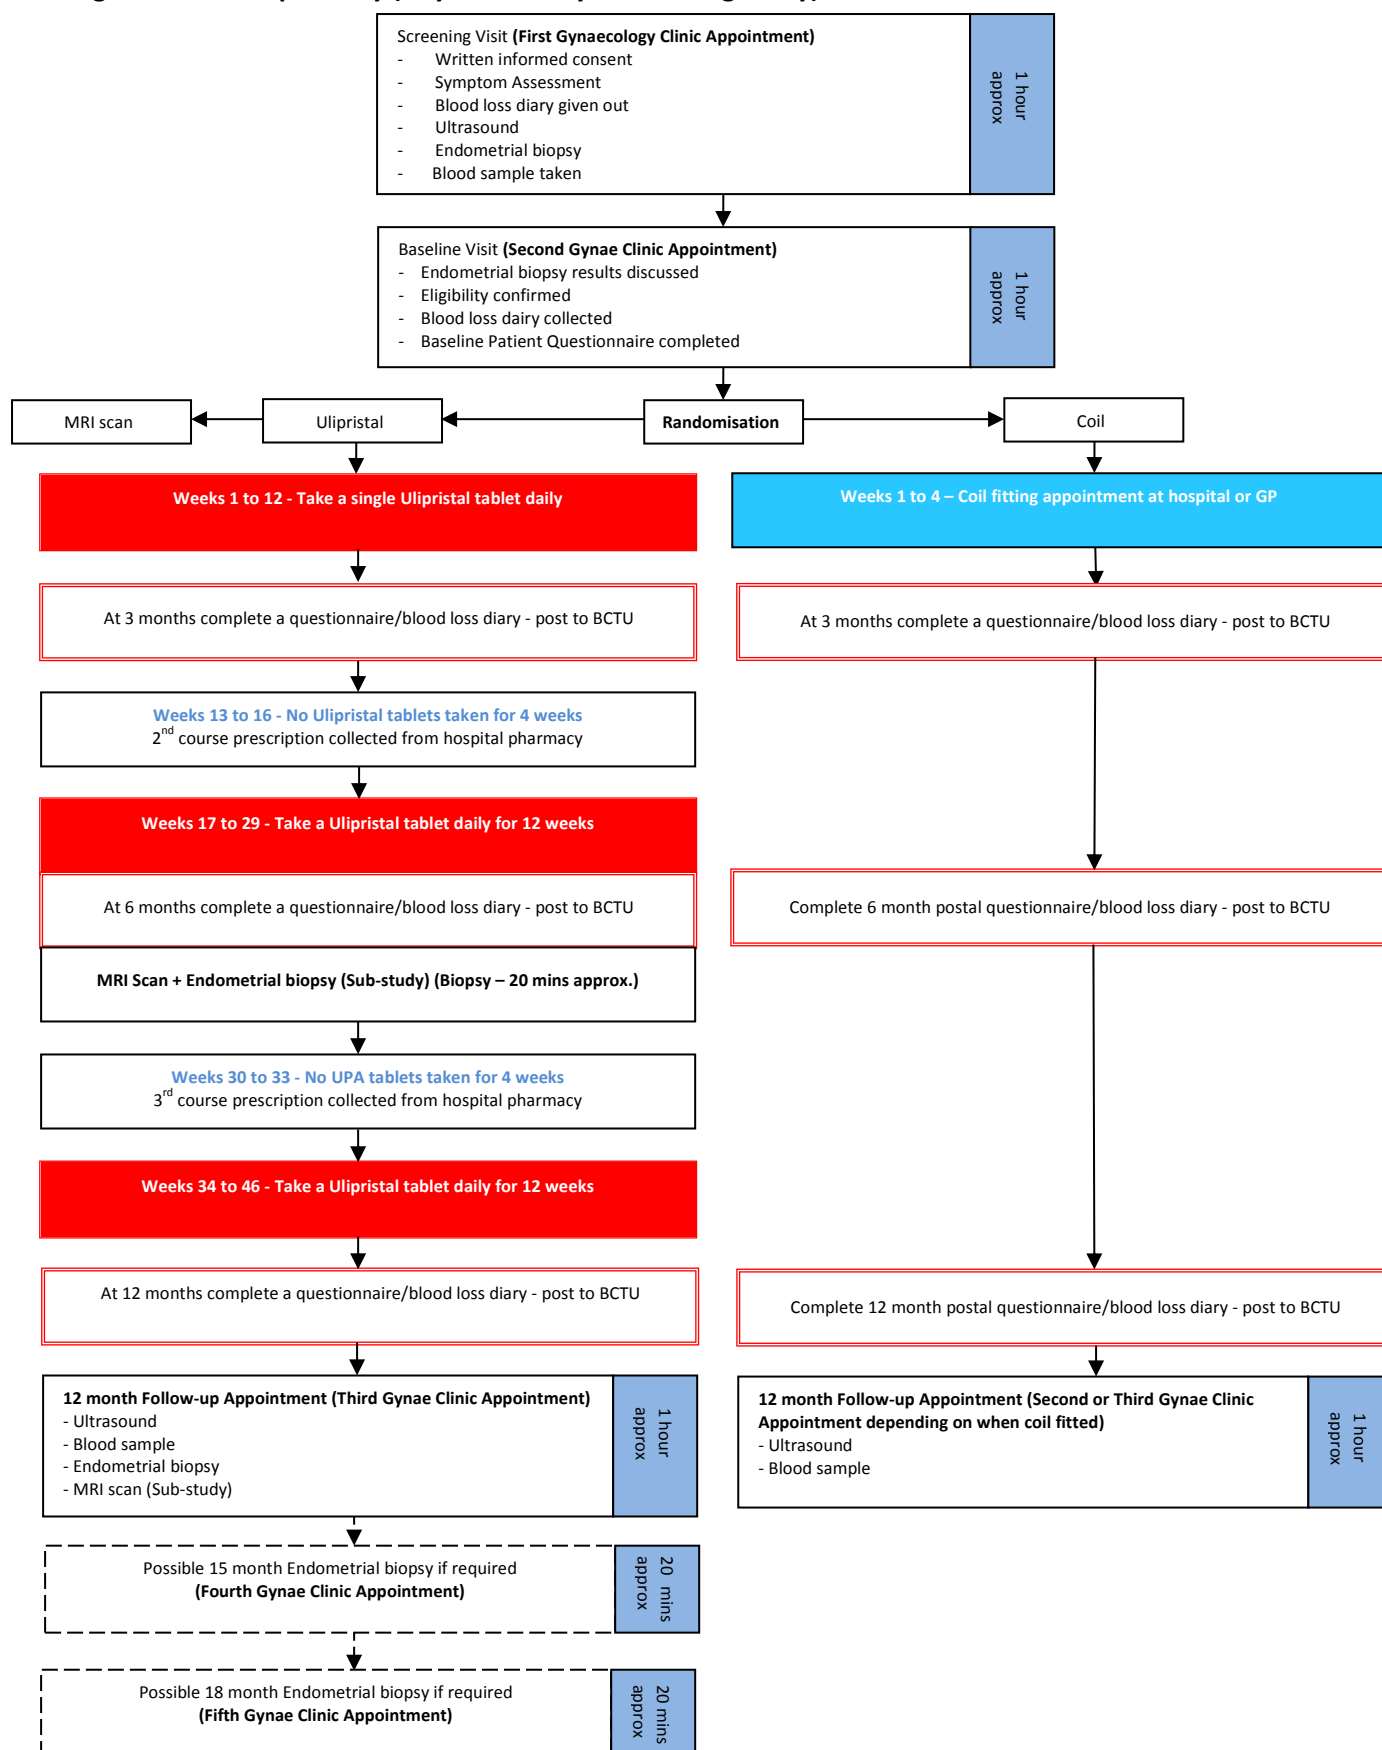 Screening Visit (First Gynaecology Clinic Appointment)
- Written informed consent
- Symptom Assessment
- Blood loss diary given out
- Ultrasound
- Endometrial biopsy
- Blood sample taken
1 hour
approx
Baseline Visit (Second Gynae Clinic Appointment)
- Endometrial biopsy results discussed
- Eligibility confirmed
- Blood loss dairy collected
- Baseline Patient Questionnaire completed
1 hour
approx
MRI scan
Ulipristal
Randomisation
Coil
Weeks 1 to 12 - Take a single Ulipristal tablet daily
Weeks 1 to 4 – Coil fitting appointment at hospital or GP
At 3 months complete a questionnaire/blood loss diary - post to BCTU
At 3 months complete a questionnaire/blood loss diary - post to BCTU
Weeks 13 to 16 - No Ulipristal tablets taken for 4 weeks
2nd course prescription collected from hospital pharmacy
Weeks 17 to 29 - Take a Ulipristal tablet daily for 12 weeks
At 6 months complete a questionnaire/blood loss diary - post to BCTU
Complete 6 month postal questionnaire/blood loss diary - post to BCTU
MRI Scan + Endometrial biopsy (Sub-study) (Biopsy – 20 mins approx.)
Weeks 30 to 33 - No UPA tablets taken for 4 weeks
3rd course prescription collected from hospital pharmacy
Weeks 34 to 46 - Take a Ulipristal tablet daily for 12 weeks
At 12 months complete a questionnaire/blood loss diary - post to BCTU
Complete 12 month postal questionnaire/blood loss diary - post to BCTU
12 month Follow-up Appointment (Third Gynae Clinic Appointment)
- Ultrasound
- Blood sample
- Endometrial biopsy
- MRI scan (Sub-study)
1 hour
approx
12 month Follow-up Appointment (Second or Third Gynae Clinic
Appointment depending on when coil fitted)
- Ultrasound
- Blood sample
1 hour
approx
Possible 15 month Endometrial biopsy if required
(Fourth Gynae Clinic Appointment)
20 mins
approx
Possible 18 month Endometrial biopsy if required
(Fifth Gynae Clinic Appointment)
20 mins
approx